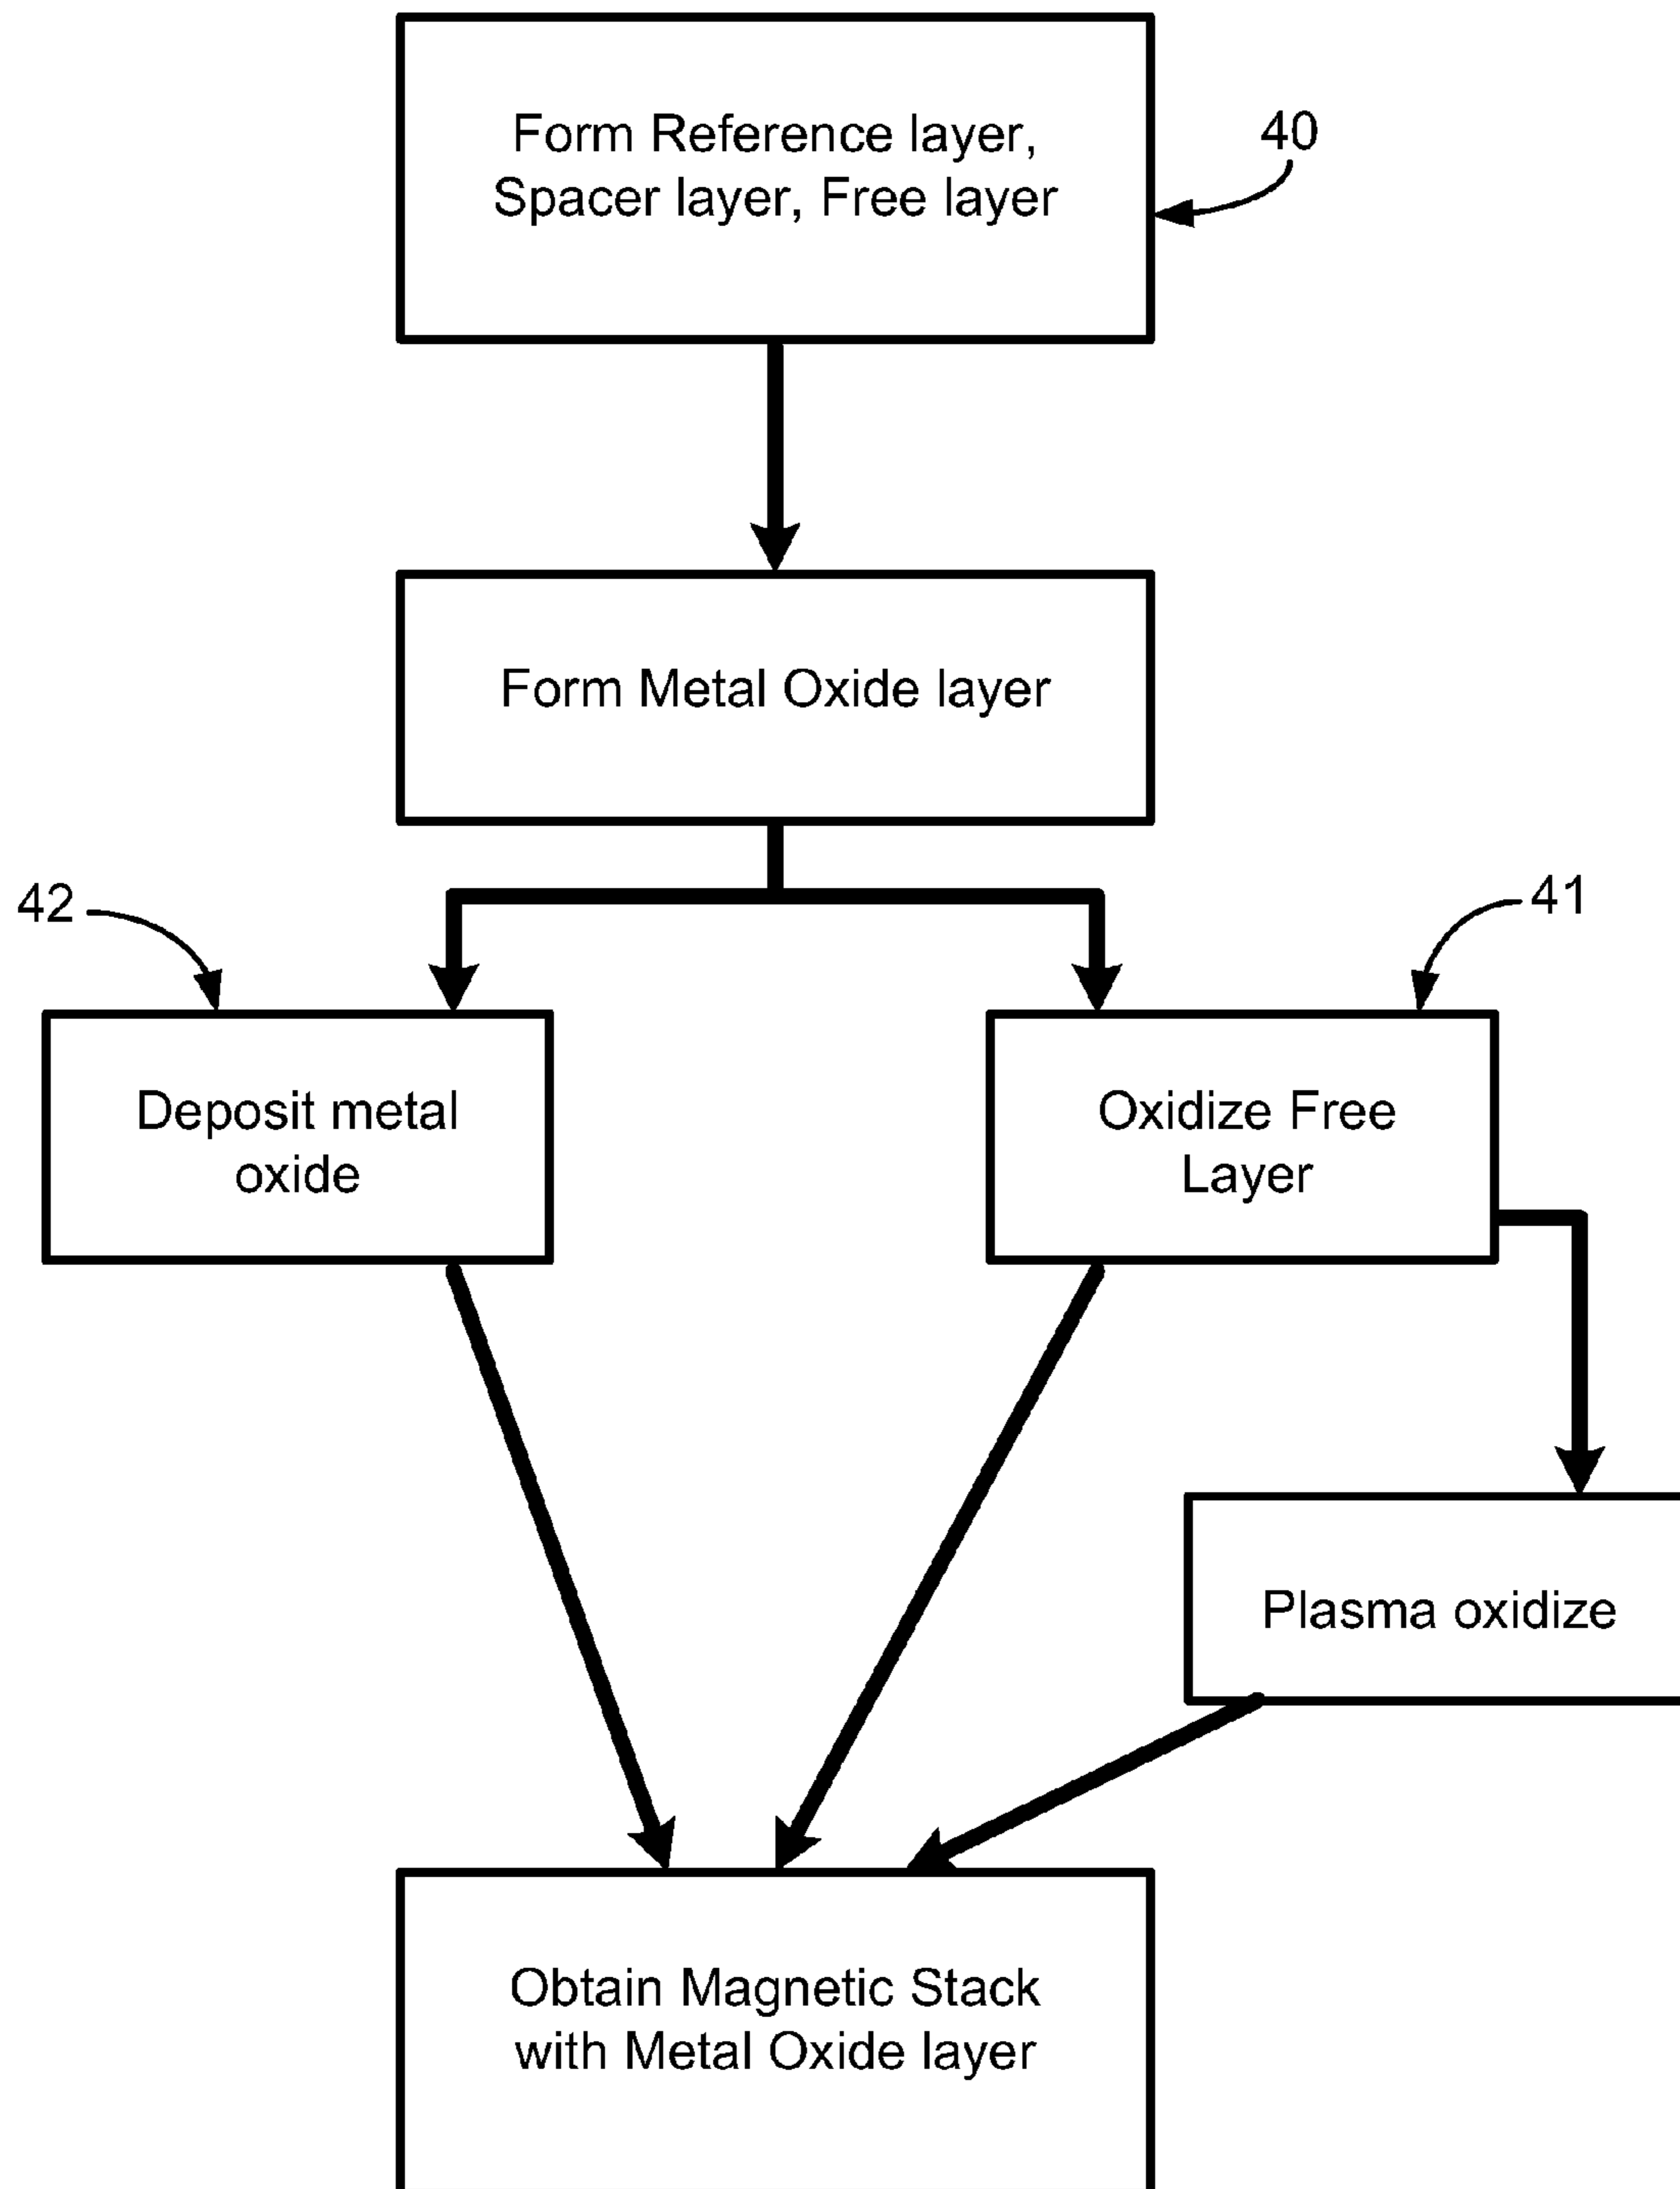 Form Reference layer,
Spacer layer, Free layer
40
Form Metal Oxide layer
42
41
Deposit metal
oxide
Oxidize Free
Layer
Plasma oxidize
Obtain Magnetic Stack
with Metal Oxide layer